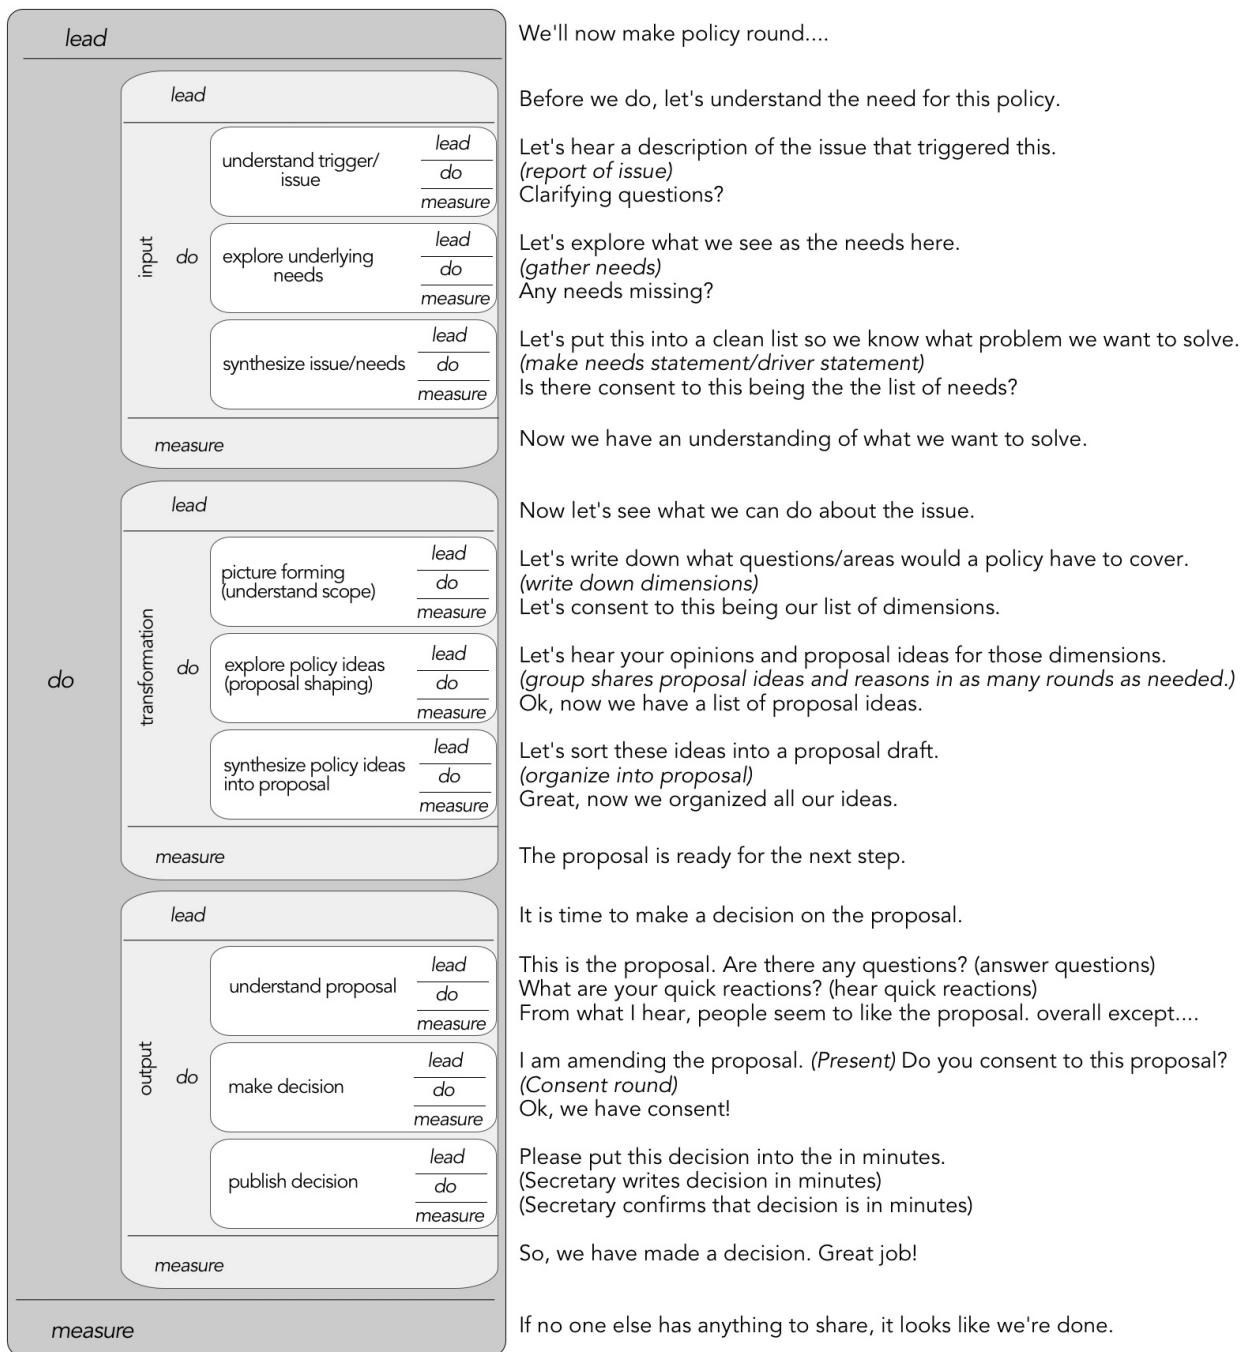 lead
We'll now make policy round....
lead
Before we do, let's understand the need for this policy.
understand trigger/
issue
lead
do
measure
Let's hear a description of the issue that triggered this.
(report of issue)
Clarifying questions?
input
do
explore underlying
needs
lead
do
measure
Let's explore what we see as the needs here.
(gather needs)
Any needs missing?
synthesize issue/needs
lead
do
measure
Let's put this into a clean list so we know what problem we want to solve.
(make needs statement/driver statement)
Is there consent to this being the the list of needs?
measure
Now we have an understanding of what we want to solve.
do
lead
Now let's see what we can do about the issue.
picture forming
(understand scope)
lead
do
measure
Let's write down what questions/areas would a policy have to cover.
(write down dimensions)
Let's consent to this being our list of dimensions.
transformation
do
explore policy ideas
(proposal shaping)
lead
do
measure
Let's hear your opinions and proposal ideas for those dimensions.
(group shares proposal ideas and reasons in as many rounds as needed.)
Ok, now we have a list of proposal ideas.
synthesize policy ideas
into proposal
lead
do
measure
Let's sort these ideas into a proposal draft.
(organize into proposal)
Great, now we organized all our ideas.
measure
The proposal is ready for the next step.
lead
It is time to make a decision on the proposal.
understand proposal
lead
do
measure
This is the proposal. Are there any questions? (answer questions)
What are your quick reactions? (hear quick reactions)
From what I hear, people seem to like the proposal. overall except....
output
do
make decision
lead
do
measure
I am amending the proposal. (Present) Do you consent to this proposal?
(Consent round)
Ok, we have consent!
publish decision
lead
do
measure
Please put this decision into the in minutes.
(Secretary writes decision in minutes)
(Secretary confirms that decision is in minutes)
measure
So, we have made a decision. Great job!
measure
If no one else has anything to share, it looks like we're done.